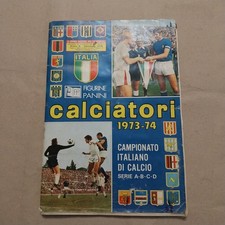 ITALIA
FIGURINE
PANINI
calciatori
1973-74
CAMPIONATO
ITALIANO
DI CALCIO
SERIE A-B-C-D